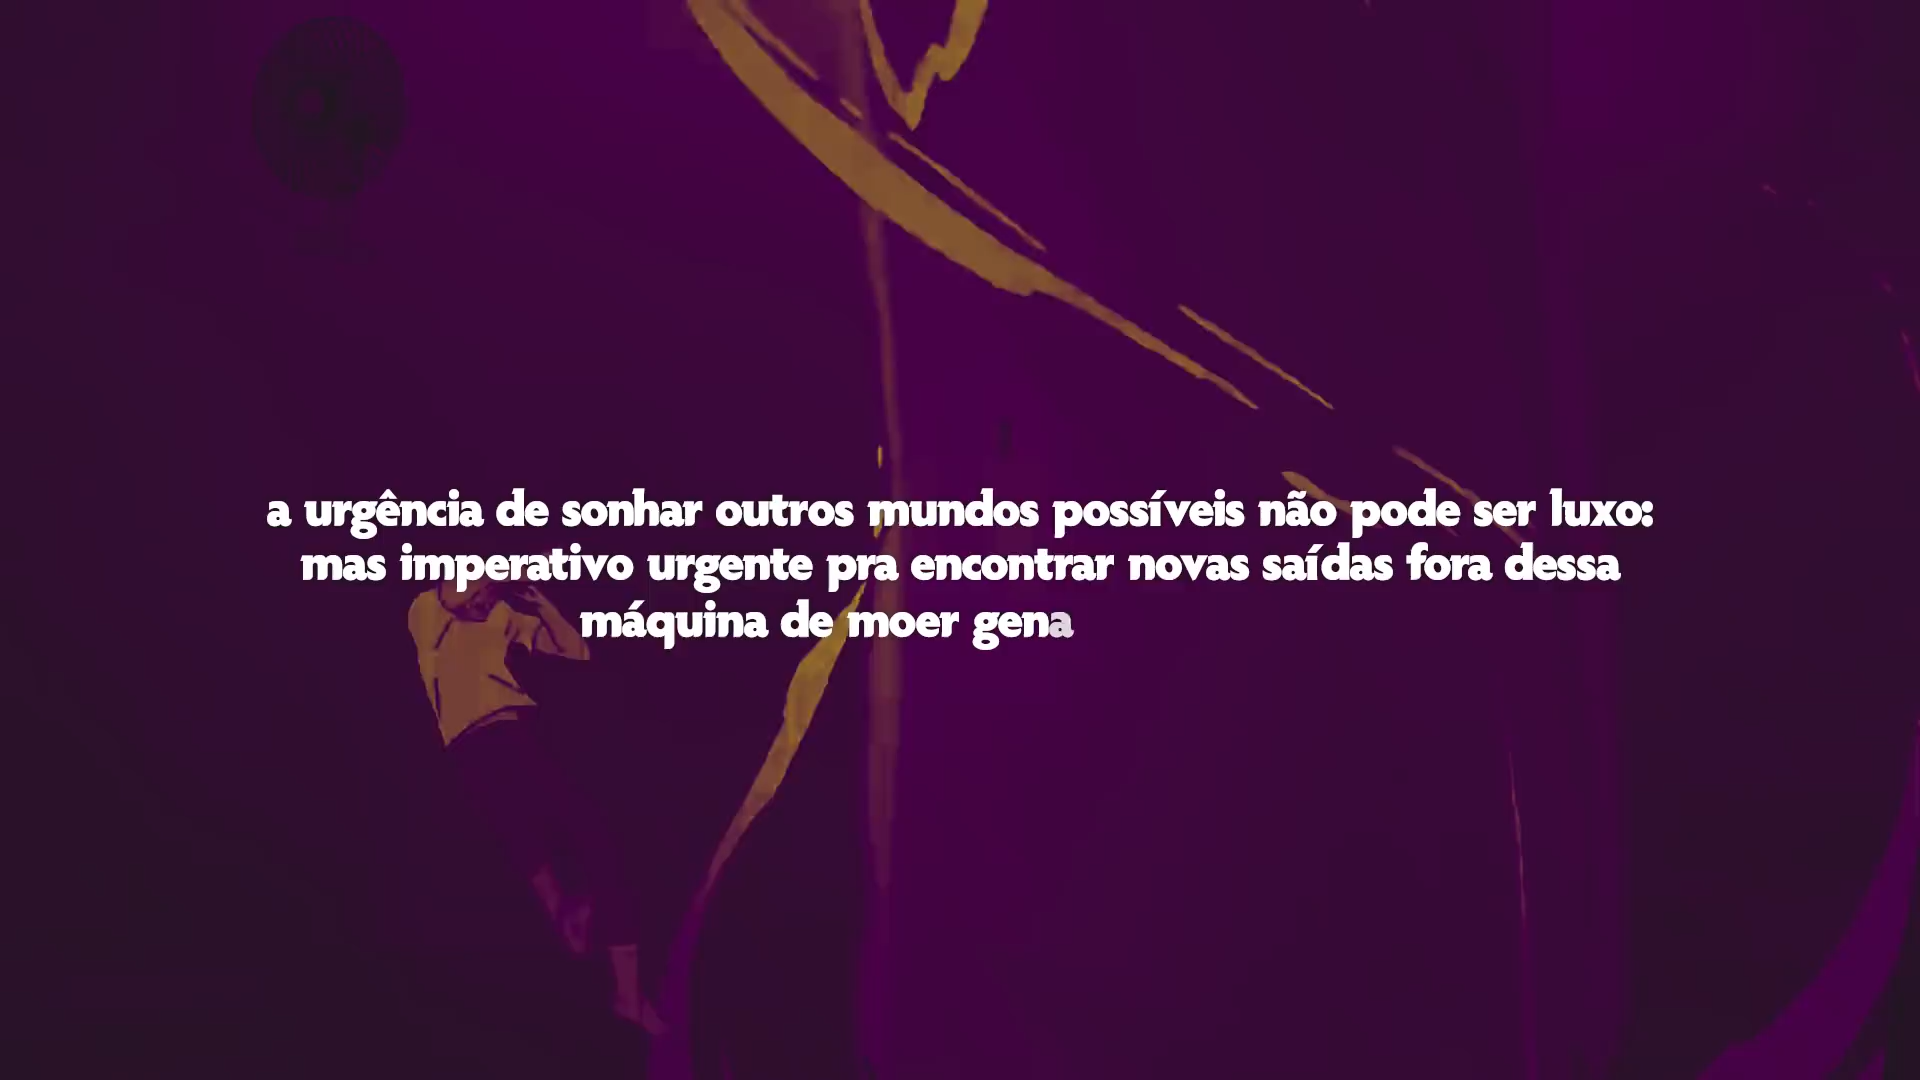 a urgência de sonhar outros mundos possíveis não pode ser luxo:
mas imperativo urgente pra encontrar novas saídas fora dessa
máquina de moer gena